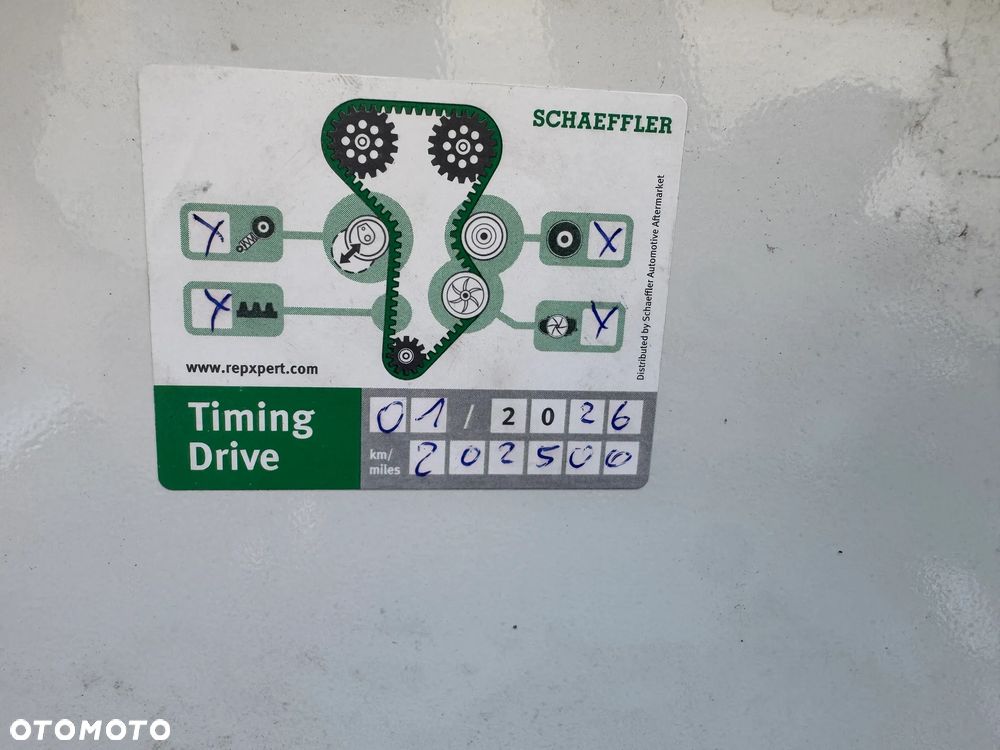 SCHAEFFLER
X
X
X
X
Distributed by Schaeffler Automotive Aftermarket
www.repxpert.com
Timing
Drive
01 / 2026
km/
miles
202500
OTOMOTO